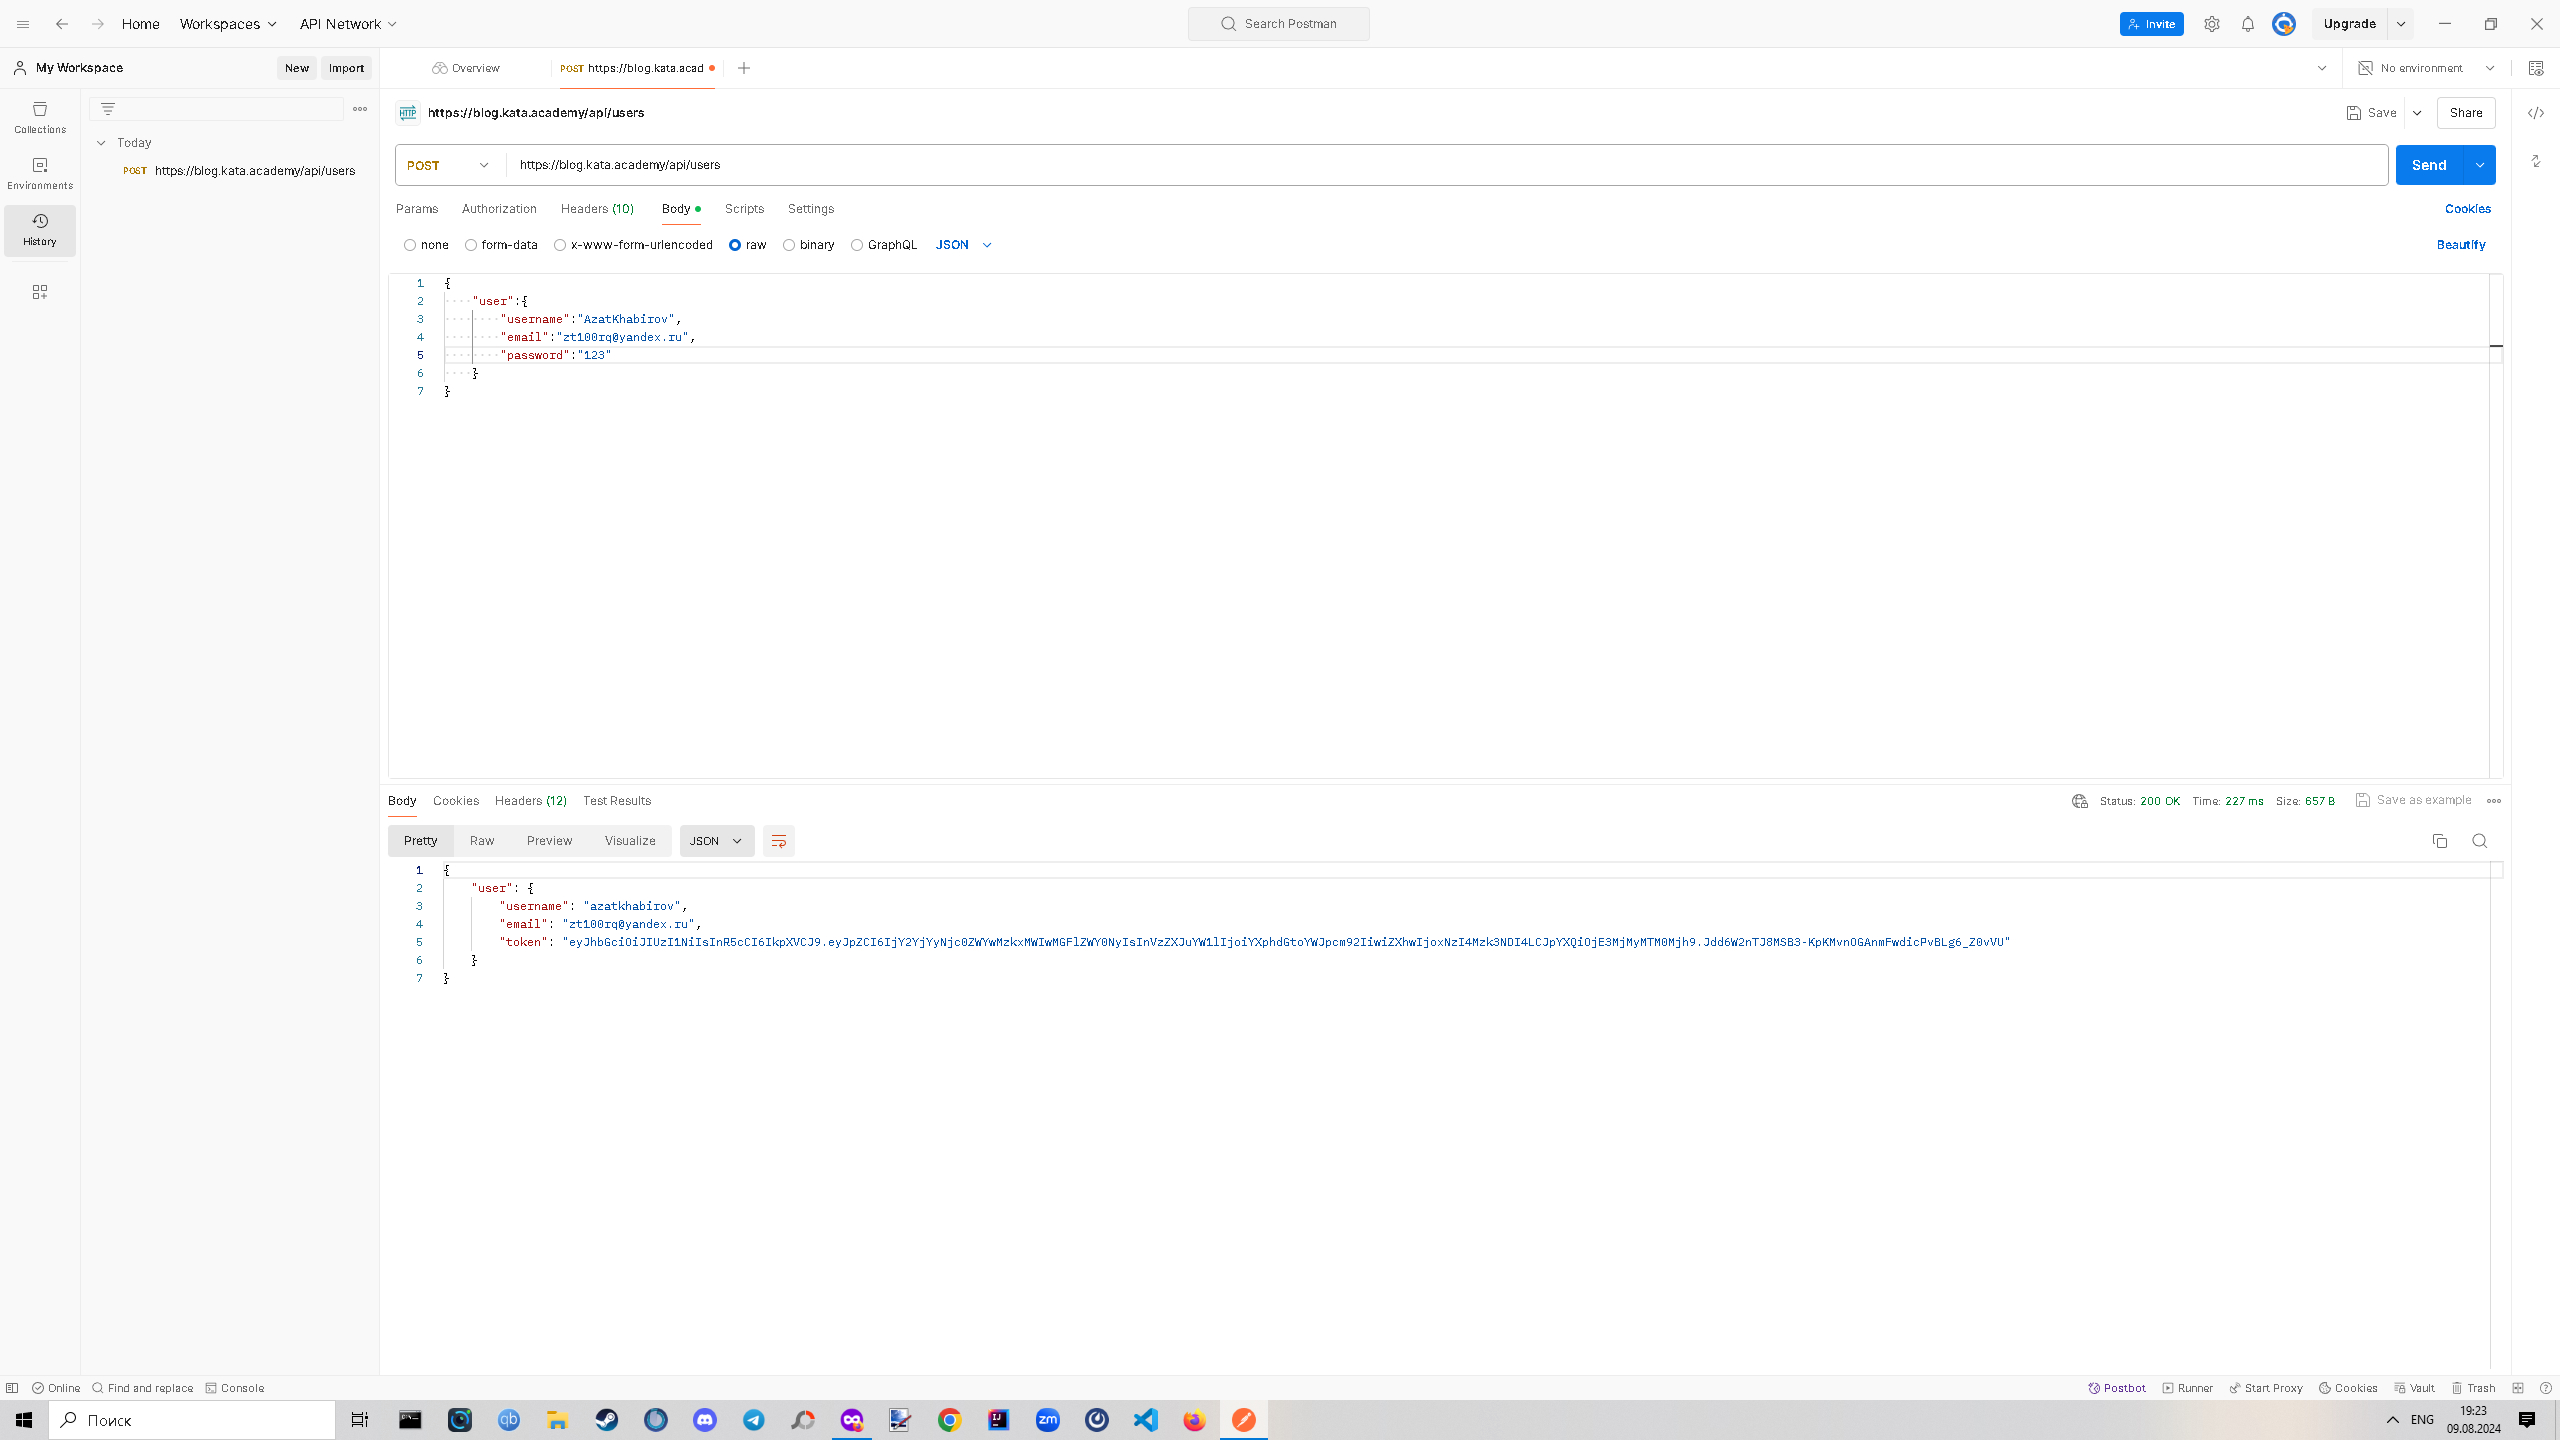 Home Workspaces API Network Search Postman Invite Upgrade
My Workspace New Import Overview POST https://blog.kata.acad No environment
Collections
Environments
History
Today
POST https://blog.kata.academy/api/users
HTTP https://blog.kata.academy/api/users Save Share
POST https://blog.kata.academy/api/users Send
Params Authorization Headers (10) Body Scripts Settings Cookies
none form-data x-www-form-urlencoded raw binary GraphQL JSON Beautify
1 {
2 "user":{
3 "username":"AzatKhabirov",
4 "email":"zt100rq@yandex.ru",
5 "password":"123"
6 }
7 }
Body Cookies Headers (12) Test Results Status: 200 OK Time: 227 ms Size: 657 B Save as example
Pretty Raw Preview Visualize JSON
1 {
2 "user": {
3 "username": "azatkhabirov",
4 "email": "zt100rq@yandex.ru",
5 "token": "eyJhbGciOiJIUzI1NiIsInR5cCI6IkpXVCJ9.eyJpZCI6IjY2YjYyNjc0ZWYwMzkxMWIwMGFlZWY0NyIsInVzZXJuYW1lIjoiYXphdGtoYWJpcm92IiwiZXhwIjoxNzI4Mzk3NDI4LCJpYXQiOjE3MjMyMTM0Mjh9.Jdd6W2nTJ8MSB3-KpKMvnOGAnmFwdicPvBLg6_Z0vVU"
6 }
7 }
Online Find and replace Console Postbot Runner Start Proxy Cookies Vault Trash
Поиск ENG 19:23
09.08.2024